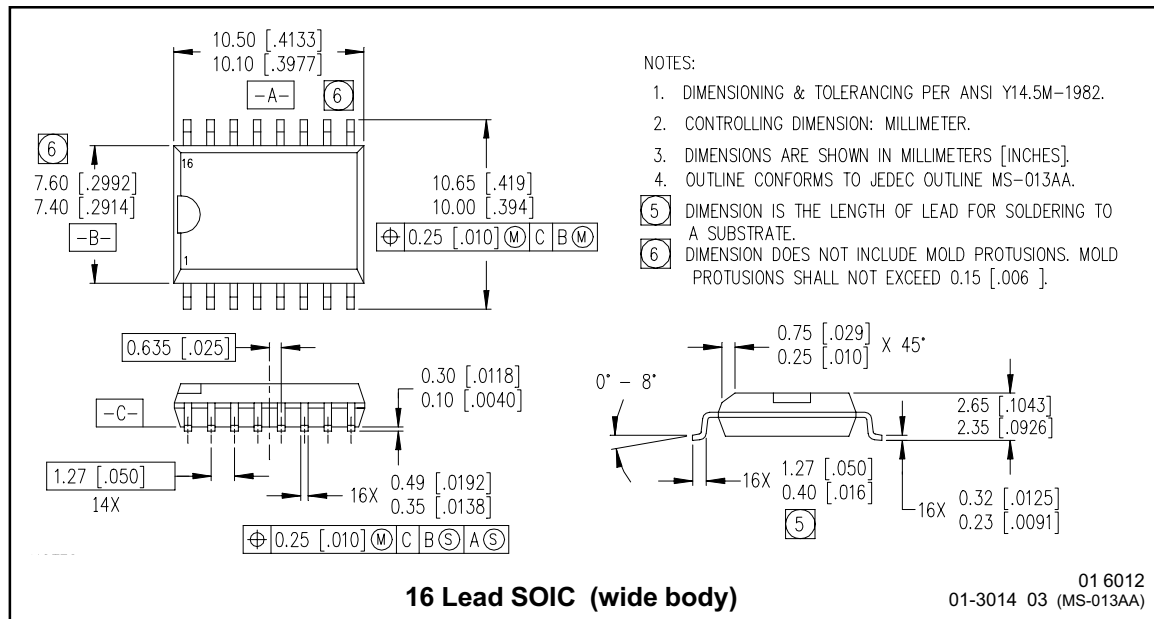 10.50 [.4133]
10.10 [.3977]
-A-
6
16
1
6
7.60 [.2992]
7.40 [.2914]
-B-
10.65 [.419]
10.00 [.394]
⌖ 0.25 [.010] Ⓜ C B Ⓜ
NOTES:
1. DIMENSIONING & TOLERANCING PER ANSI Y14.5M-1982.
2. CONTROLLING DIMENSION: MILLIMETER.
3. DIMENSIONS ARE SHOWN IN MILLIMETERS [INCHES].
4. OUTLINE CONFORMS TO JEDEC OUTLINE MS-013AA.
5 DIMENSION IS THE LENGTH OF LEAD FOR SOLDERING TO
A SUBSTRATE.
6 DIMENSION DOES NOT INCLUDE MOLD PROTUSIONS. MOLD
PROTUSIONS SHALL NOT EXCEED 0.15 [.006 ].
0.635 [.025]
-C-
0.30 [.0118]
0.10 [.0040]
1.27 [.050]
14X
16X 0.49 [.0192]
0.35 [.0138]
⌖ 0.25 [.010] Ⓜ C B Ⓢ A Ⓢ
0.75 [.029]
0.25 [.010] X 45°
0° - 8°
2.65 [.1043]
2.35 [.0926]
16X 1.27 [.050]
0.40 [.016]
5
16X 0.32 [.0125]
0.23 [.0091]
16 Lead SOIC (wide body)
01 6012
01-3014 03 (MS-013AA)